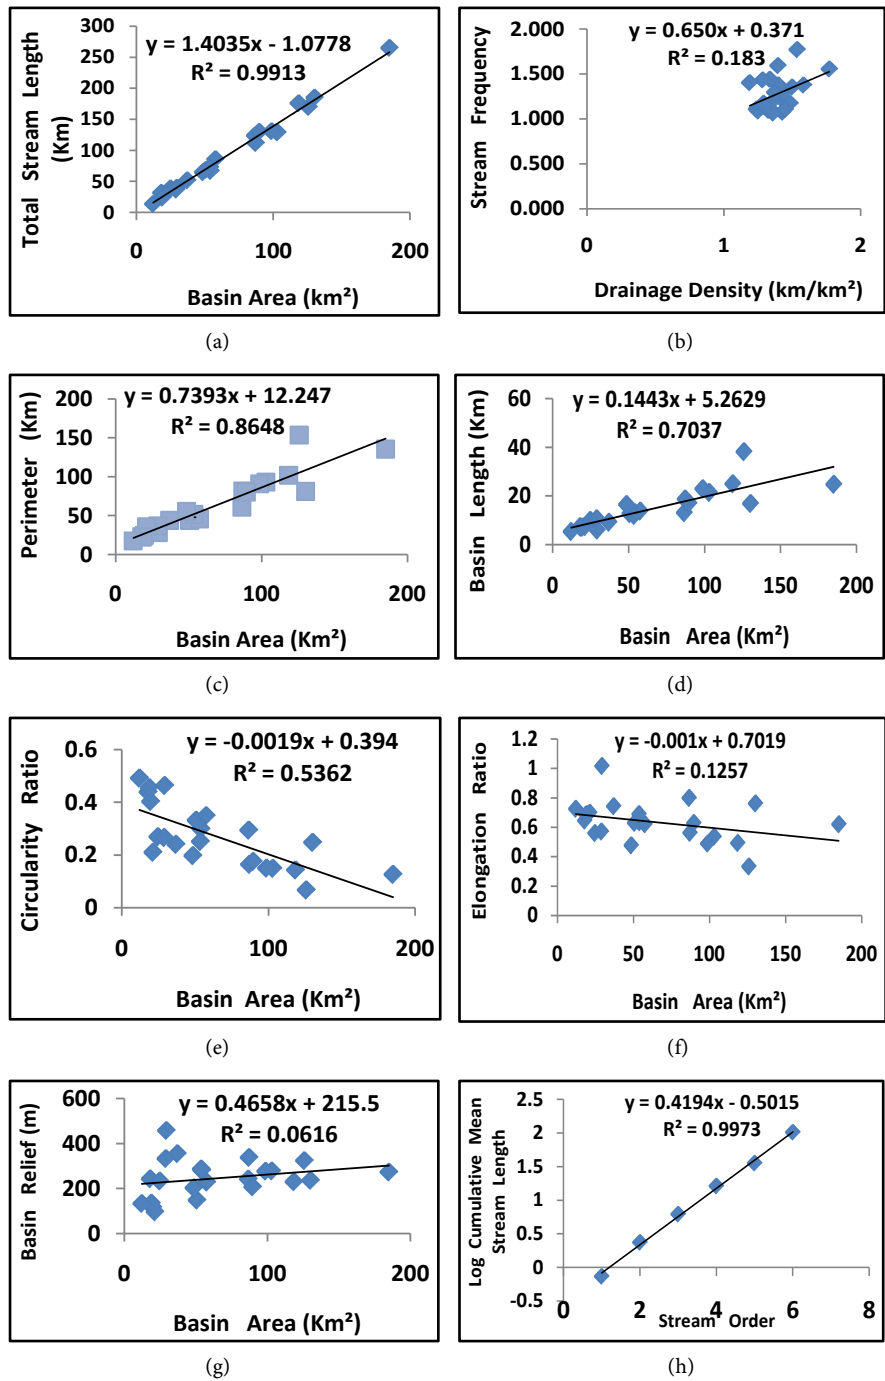 y = 1.4035x - 1.0778
R² = 0.9913
Total Stream Length
(Km)
300
250
200
150
100
50
0
0 100 200
Basin Area (km²)
(a)
y = 0.650x + 0.371
R² = 0.183
Stream Frequency
2.000
1.500
1.000
0.500
0.000
0 1 2
Drainage Density (km/km²)
(b)
y = 0.7393x + 12.247
R² = 0.8648
Perimeter (Km)
200
150
100
50
0
0 100 200
Basin Area (Km²)
(c)
y = 0.1443x + 5.2629
R² = 0.7037
Basin Length (Km)
60
40
20
0
0 50 100 150 200
Basin Area (Km²)
(d)
y = -0.0019x + 0.394
R² = 0.5362
Circularity Ratio
0.6
0.4
0.2
0
0 100 200
Basin Area (Km²)
(e)
y = -0.001x + 0.7019
R² = 0.1257
Elongation Ratio
1.2
1
0.8
0.6
0.4
0.2
0
0 50 100 150 200
Basin Area (Km²)
(f)
y = 0.4658x + 215.5
R² = 0.0616
Basin Relief (m)
600
400
200
0
0 100 200
Basin Area (Km²)
(g)
y = 0.4194x - 0.5015
R² = 0.9973
Log Cumulative Mean
Stream Length
2.5
2
1.5
1
0.5
0
-0.5
0 2 4 6 8
Stream Order
(h)